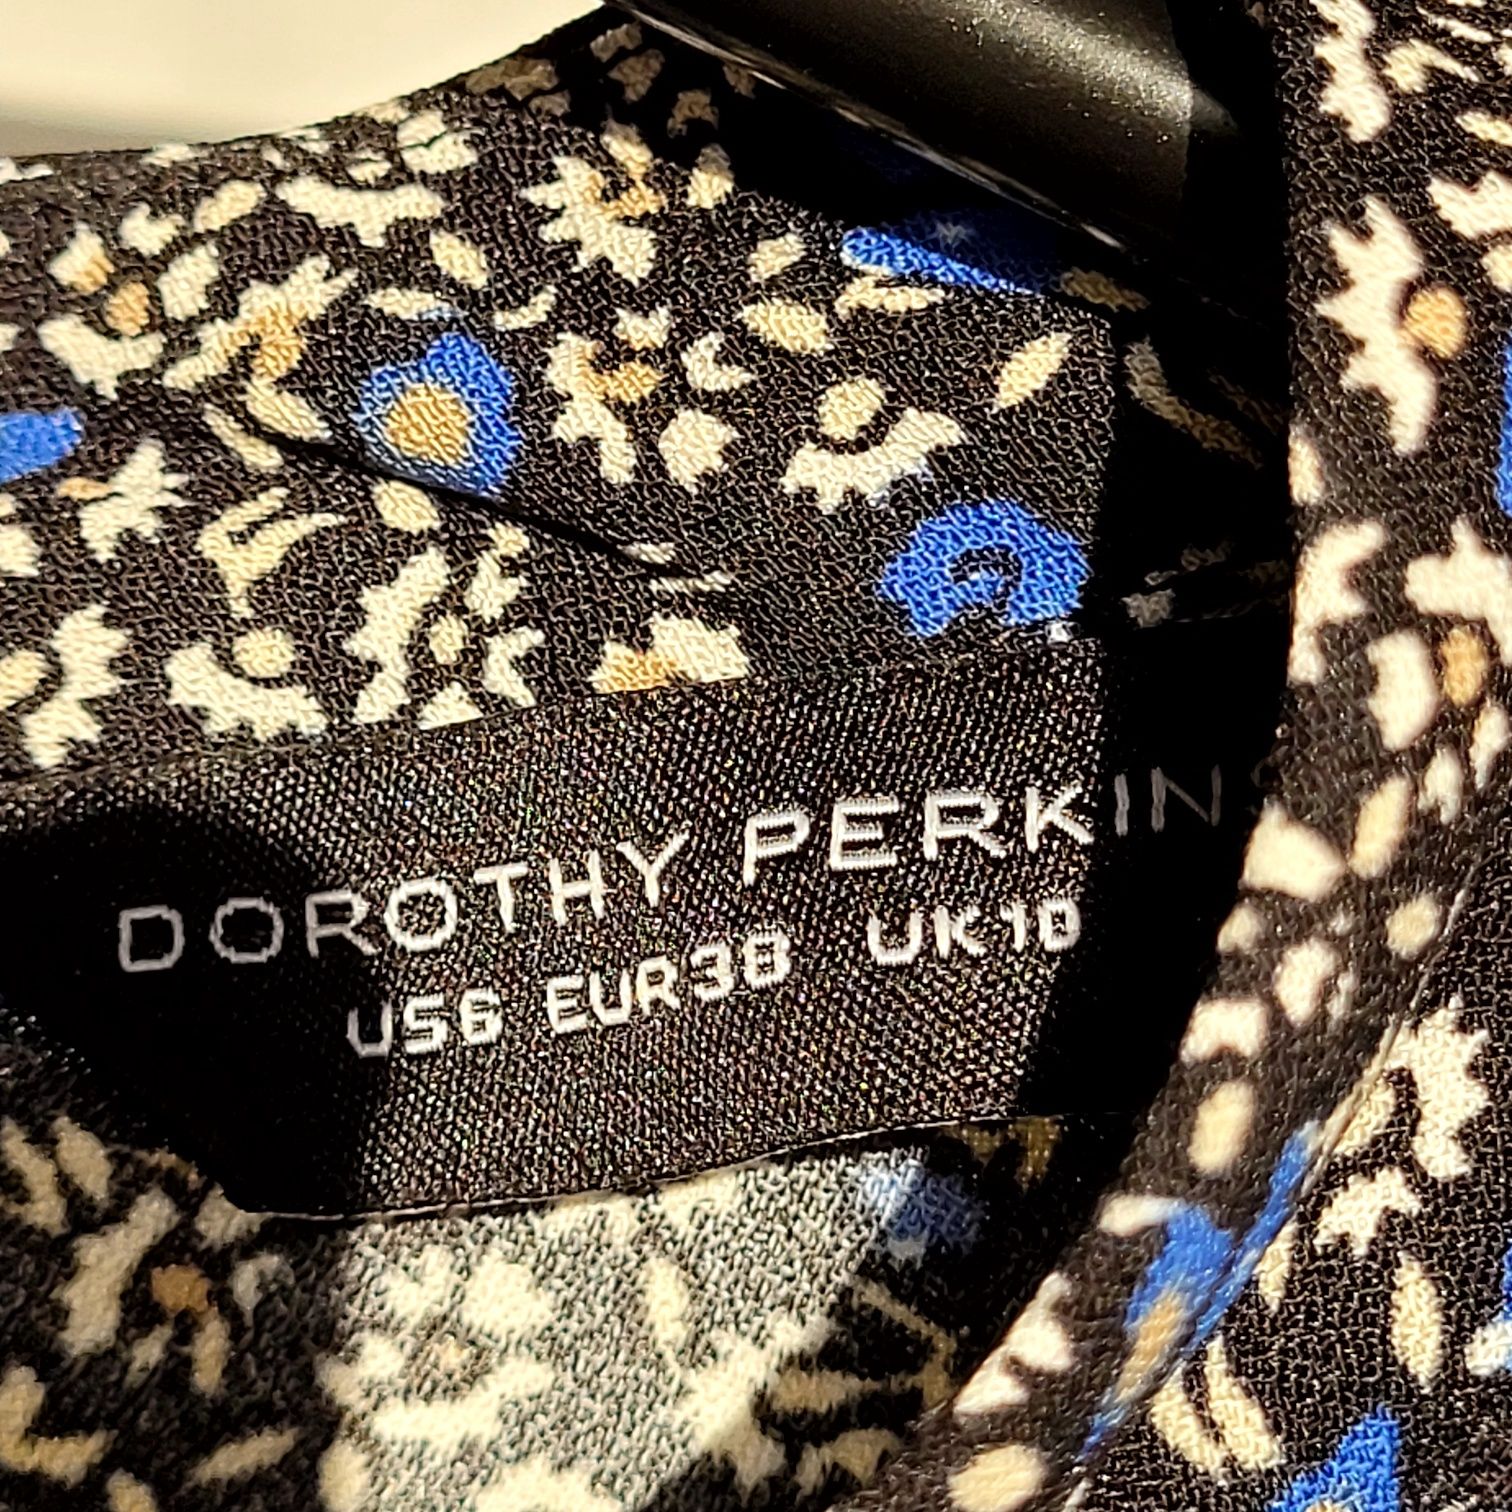 DOROTHY PERKIN
US6 EUR38 UK10